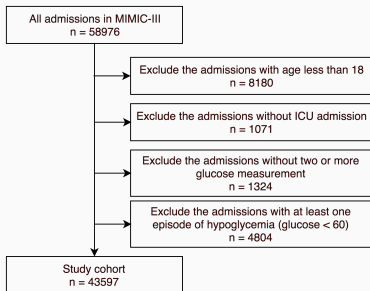 All admissions in MIMIC-III
n = 58976
Exclude the admissions with age less than 18
n = 8180
Exclude the admissions without ICU admission
n = 1071
Exclude the admissions without two or more
glucose measurement
n = 1324
Exclude the admissions with at least one
episode of hypoglycemia (glucose < 60)
n = 4804
Study cohort
n = 43597